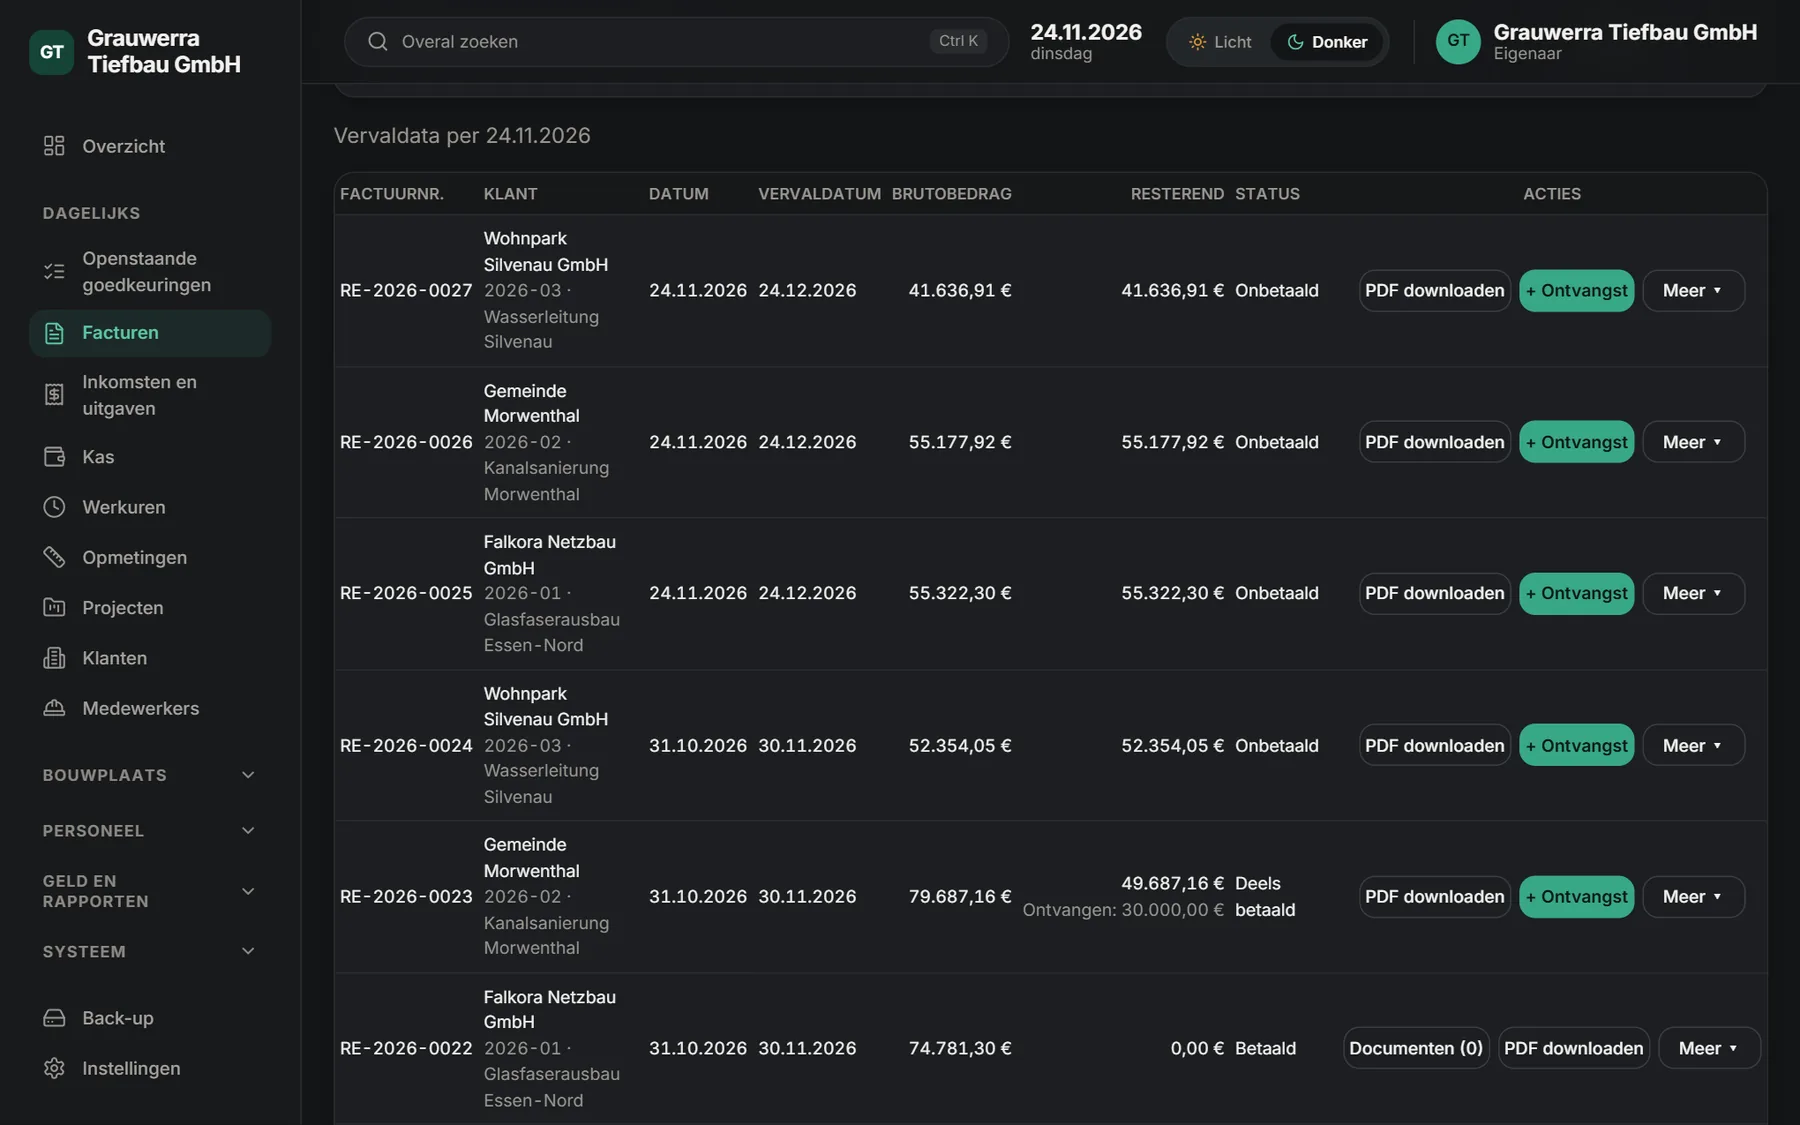 GT
Grauwerra
Tiefbau GmbH
Overal zoeken
Ctrl K
24.11.2026
dinsdag
Licht
Donker
GT
Grauwerra Tiefbau GmbH
Eigenaar
Overzicht
DAGELIJKS
Openstaande
goedkeuringen
Facturen
Inkomsten en
uitgaven
Kas
Werkuren
Opmetingen
Projecten
Klanten
Medewerkers
BOUWPLAATS
PERSONEEL
GELD EN
RAPPORTEN
SYSTEEM
Back-up
Instellingen
Vervaldata per 24.11.2026
FACTUURNR. KLANT DATUM VERVALDATUM BRUTOBEDRAG RESTEREND STATUS ACTIES
Wohnpark
Silvenau GmbH
RE-2026-0027 2026-03 · 24.11.2026 24.12.2026 41.636,91 € 41.636,91 € Onbetaald PDF downloaden + Ontvangst Meer ▾
Wasserleitung
Silvenau
Gemeinde
Morwenthal
RE-2026-0026 2026-02 · 24.11.2026 24.12.2026 55.177,92 € 55.177,92 € Onbetaald PDF downloaden + Ontvangst Meer ▾
Kanalsanierung
Morwenthal
Falkora Netzbau
GmbH
RE-2026-0025 2026-01 · 24.11.2026 24.12.2026 55.322,30 € 55.322,30 € Onbetaald PDF downloaden + Ontvangst Meer ▾
Glasfaserausbau
Essen-Nord
Wohnpark
Silvenau GmbH
RE-2026-0024 2026-03 · 31.10.2026 30.11.2026 52.354,05 € 52.354,05 € Onbetaald PDF downloaden + Ontvangst Meer ▾
Wasserleitung
Silvenau
Gemeinde
Morwenthal
49.687,16 € Deels
RE-2026-0023 2026-02 · 31.10.2026 30.11.2026 79.687,16 € PDF downloaden + Ontvangst Meer ▾
Ontvangen: 30.000,00 € betaald
Kanalsanierung
Morwenthal
Falkora Netzbau
GmbH
RE-2026-0022 2026-01 · 31.10.2026 30.11.2026 74.781,30 € 0,00 € Betaald Documenten (0) PDF downloaden Meer ▾
Glasfaserausbau
Essen-Nord